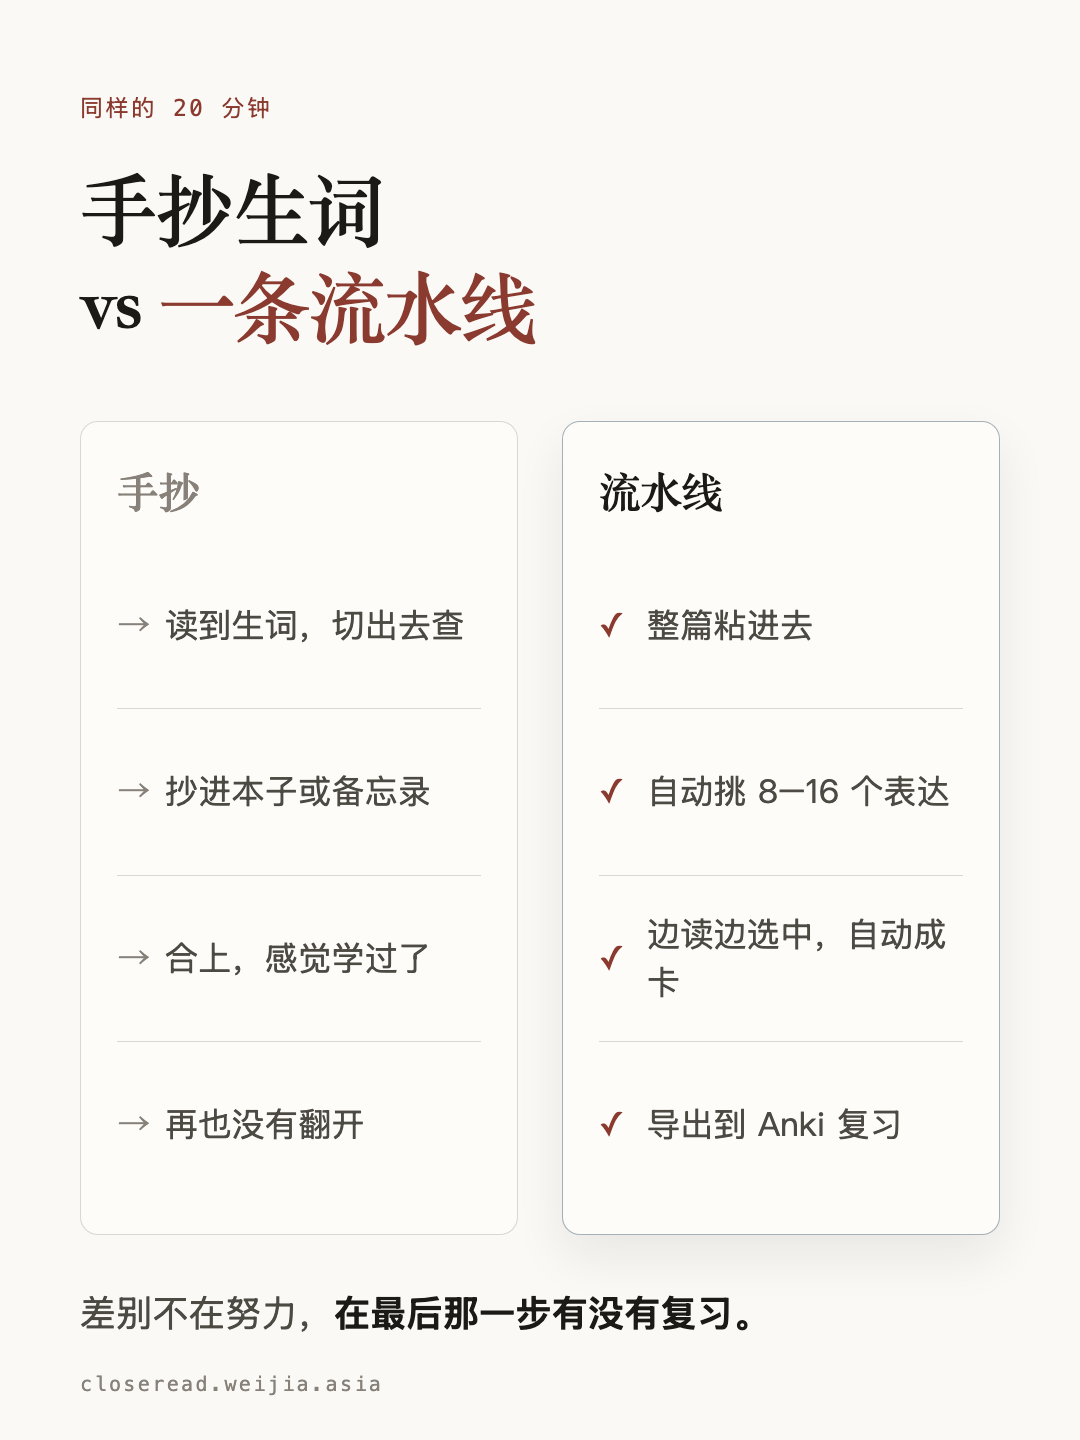 同样的 20 分钟
手抄生词
vs 一条流水线
手抄
→ 读到生词，切出去查
→ 抄进本子或备忘录
→ 合上，感觉学过了
→ 再也没有翻开
流水线
✓ 整篇粘进去
✓ 自动挑 8–16 个表达
✓ 边读边选中，自动成
卡
✓ 导出到 Anki 复习
差别不在努力，在最后那一步有没有复习。
closeread.weijia.asia